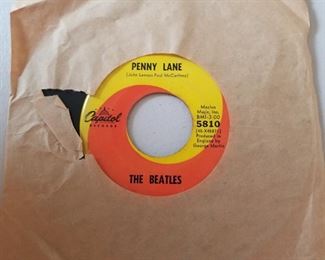 PENNY LANE
(John Lennon-Paul McCartney)
Capitol
RECORDS
Maclen
Music, Inc.
BMI-3:00
5810
Produced in
England by
George Martin
THE BEATLES